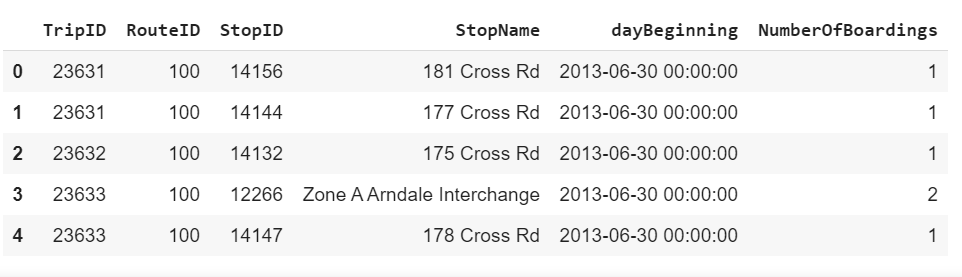 TripID RouteID StopID StopName dayBeginning NumberOfBoardings
0 23631 100 14156 181 Cross Rd 2013-06-30 00:00:00 1
1 23631 100 14144 177 Cross Rd 2013-06-30 00:00:00 1
2 23632 100 14132 175 Cross Rd 2013-06-30 00:00:00 1
3 23633 100 12266 Zone A Arndale Interchange 2013-06-30 00:00:00 2
4 23633 100 14147 178 Cross Rd 2013-06-30 00:00:00 1